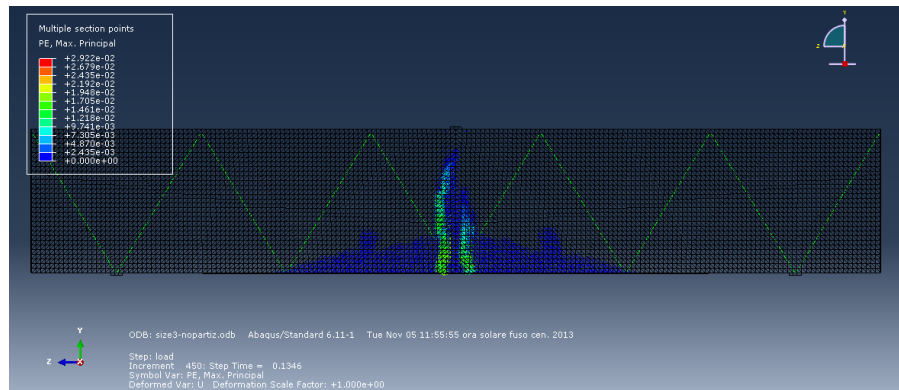 Multiple section points
PE, Max. Principal
+2.922e-02
+2.679e-02
+2.435e-02
+2.192e-02
+1.948e-02
+1.705e-02
+1.461e-02
+1.218e-02
+9.741e-03
+7.305e-03
+4.870e-03
+2.435e-03
+0.000e+00
Y
Z
Y
Z
X
ODB: size3-nopartiz.odb Abaqus/Standard 6.11-1 Tue Nov 05 11:55:55 ora solare fuso cen. 2013
Step: load
Increment 450: Step Time = 0.1346
Symbol Var: PE, Max. Principal
Deformed Var: U Deformation Scale Factor: +1.000e+00